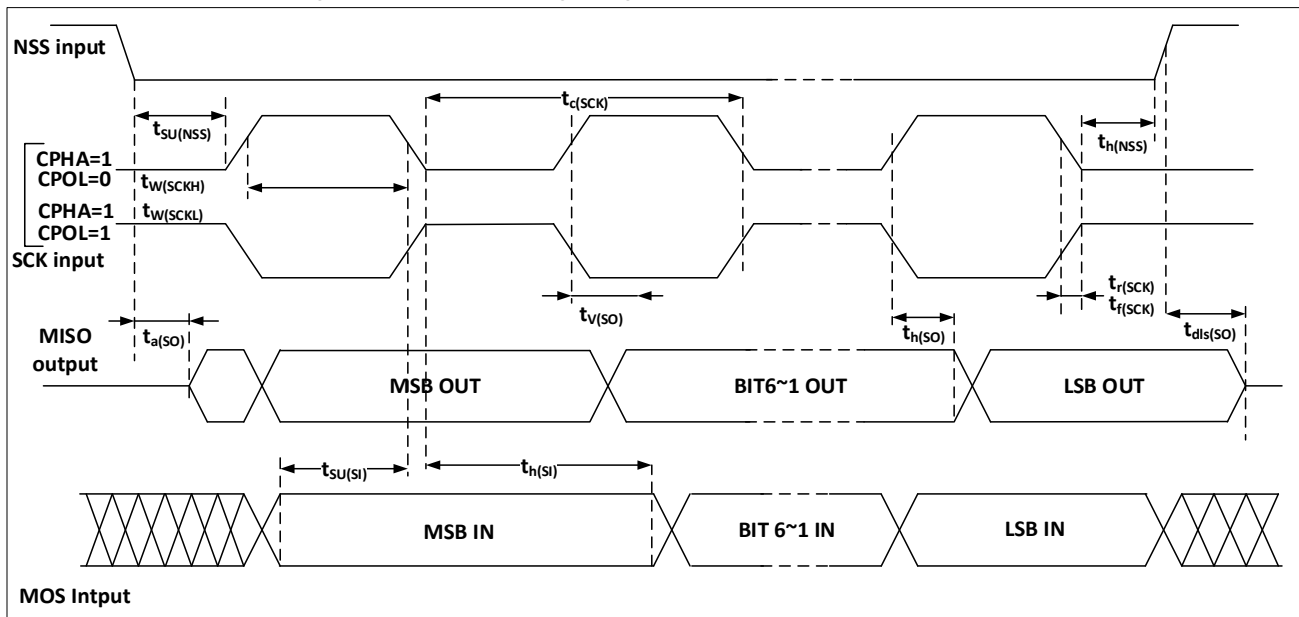 NSS input
tc(SCK)
tSU(NSS)
th(NSS)
CPHA=1
CPOL=0
tW(SCKH)
CPHA=1
tW(SCKL)
CPOL=1
SCK input
tr(SCK)
tV(SO)
tf(SCK)
MISO
output
ta(SO)
th(SO)
tdls(SO)
MSB OUT
BIT6~1 OUT
LSB OUT
tSU(SI)
th(SI)
MSB IN
BIT 6~1 IN
LSB IN
MOS Intput